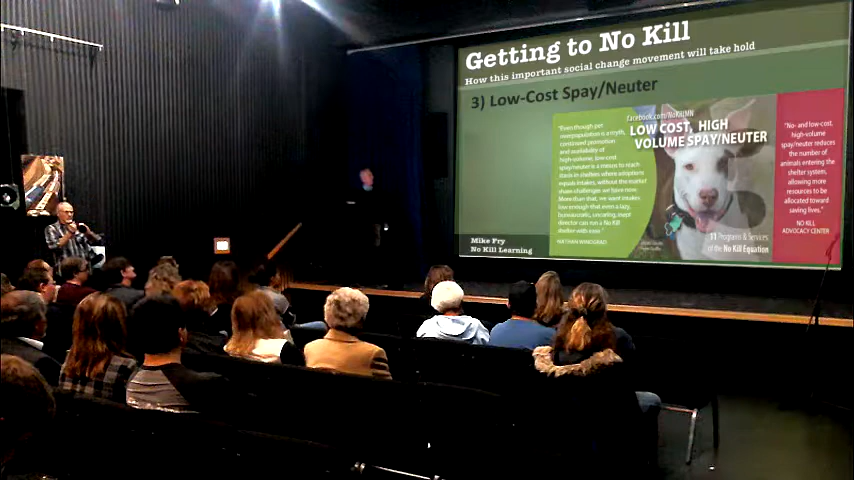 Getting to No Kill
How this important social change movement will take hold
3) Low-Cost Spay/Neuter
facebook.com/NoKillMN
LOW COST, HIGH
VOLUME SPAY/NEUTER
"Even though pet
overpopulation is a myth,
continued promotion
and availability of
high-volume, low-cost
spay/neuter is a means to reach
stasis in shelters where adoptions
equals intakes, without the market
share challenges we have now.
More than that, we want intakes
low enough that even a lazy,
bureaucratic, uncaring, inept
director can run a No Kill
shelter with ease."
NATHAN WINOGRAD
"No- and low-cost,
high-volume
spay/neuter reduces
the number of
animals entering the
shelter system,
allowing more
resources to be
allocated toward
saving lives."
NO KILL
ADVOCACY CENTER
11 Programs & Services
of the No Kill Equation
Mike Fry
No Kill Learning